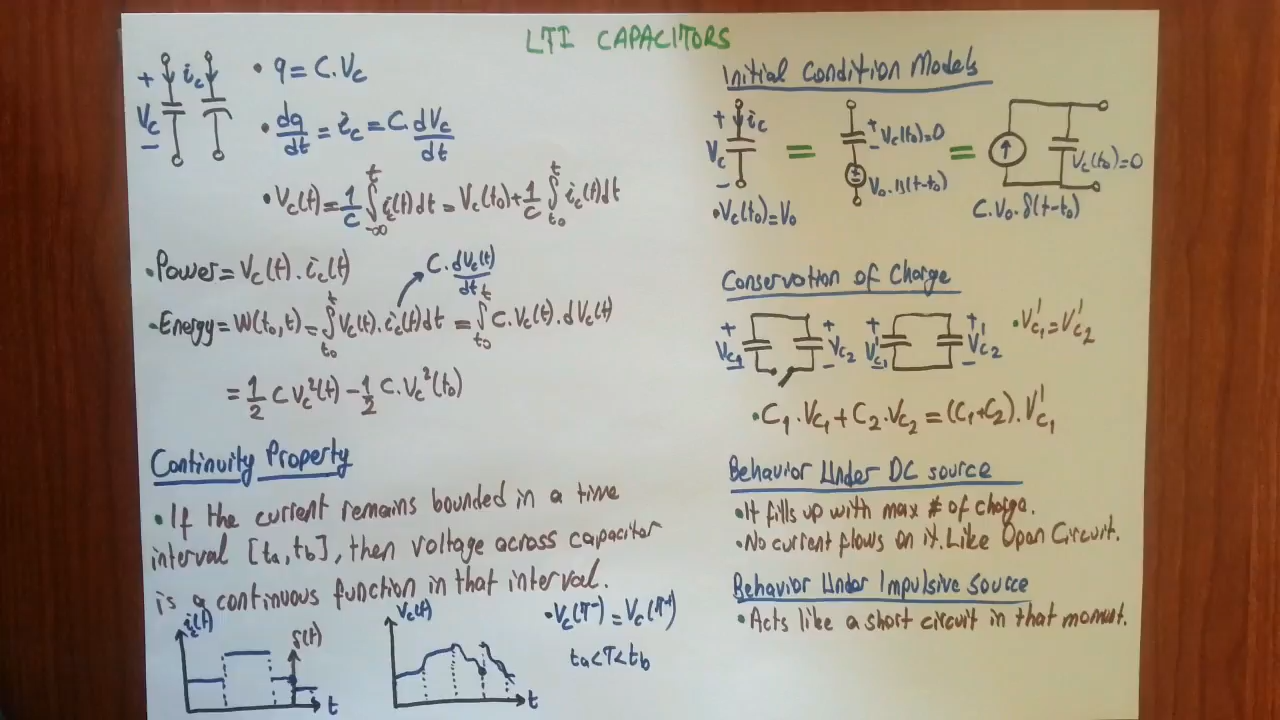 LTI CAPACITORS
+ ic
Vc
-
• q = C.Vc
• dq/dt = ic = C.dVc/dt
• Vc(t) = 1/C ∫_{-∞}^{t} ic(t) dt = Vc(t0) + 1/C ∫_{t0}^{t} ic(t) dt
• Power = Vc(t) . ic(t)
C. dVc(t)/dt
• Energy = W(t0,t) = ∫_{t0}^{t} Vc(t) . ic(t) dt = ∫_{t0}^{t} C.Vc(t) . dVc(t)
= 1/2 C Vc²(t) - 1/2 C.Vc²(t0)
Continuity Property
• If the current remains bounded in a time
interval [ta, tb], then voltage across capacitor
is a continuous function in that interval.
ic(t)
δ(t)
t
Vc(t)
t
• Vc(T⁻) = Vc(T⁺)
ta < T < tb
Initial Condition Models
+ ic
Vc
-
• Vc(t0) = V0
=
+
- Vc(t0)=0
V0.u(t-t0)
=
Vc(t0)=0
C.V0.δ(t-t0)
Conservation of Charge
+ Vc1 -
+ Vc2 -
+ V'c1 -
+ V'c2 -
• V'c1 = V'c2
• C1.Vc1 + C2.Vc2 = (C1+C2).V'c1
Behavior Under DC source
• It fills up with max # of charge.
• No current flows on it. Like Open Circuit.
Behavior Under Impulsive Source
• Acts like a short circuit in that moment.